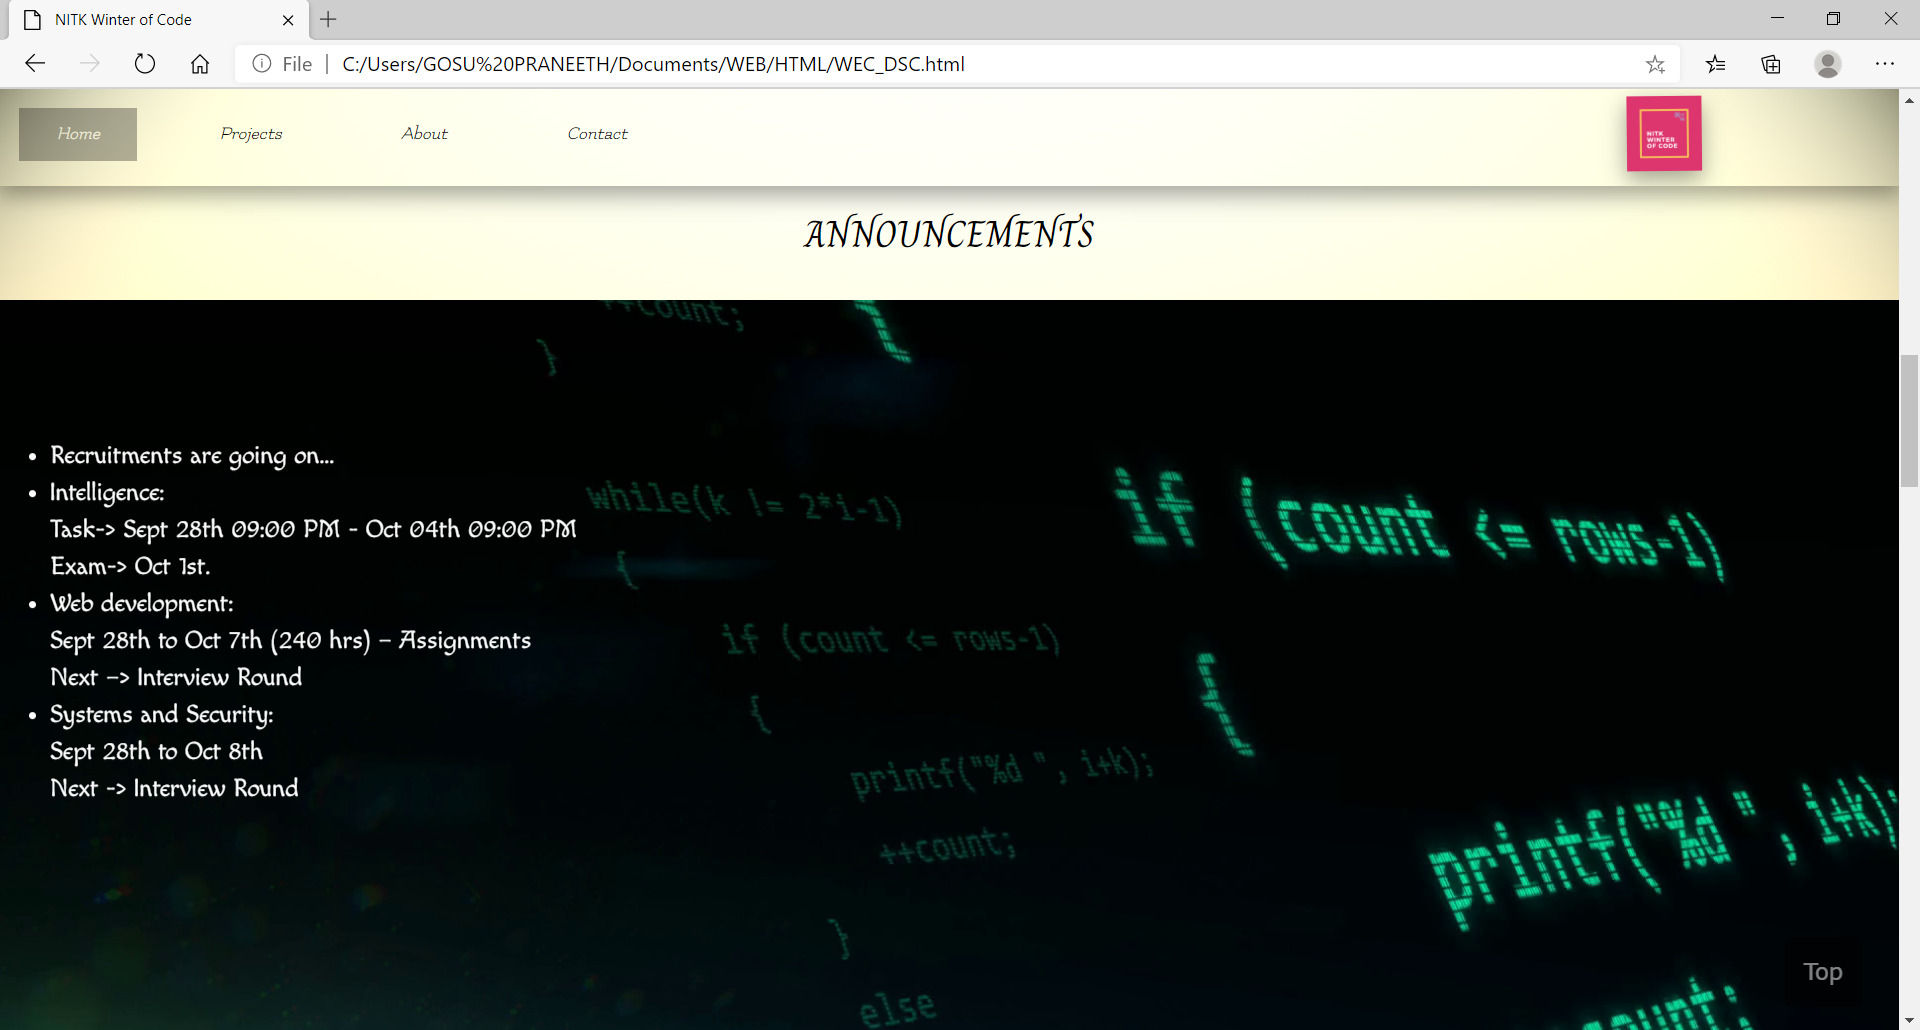 NITK Winter of Code
File | C:/Users/GOSU%20PRANEETH/Documents/WEB/HTML/WEC_DSC.html
Home Projects About Contact
NITK
WINTER
OF CODE
ANNOUNCEMENTS
++count;
{
}
• Recruitments are going on...
• Intelligence:
Task-> Sept 28th 09:00 PM - Oct 04th 09:00 PM
Exam-> Oct 1st.
• Web development:
Sept 28th to Oct 7th (240 hrs) – Assignments
Next –> Interview Round
• Systems and Security:
Sept 28th to Oct 8th
Next -> Interview Round
while(k != 2*i-1)
{
if (count <= rows-1)
{
printf("%d ", i+k);
++count;
}
else
if (count <= rows-1)
{
printf("%d ", i+k);
count;
Top